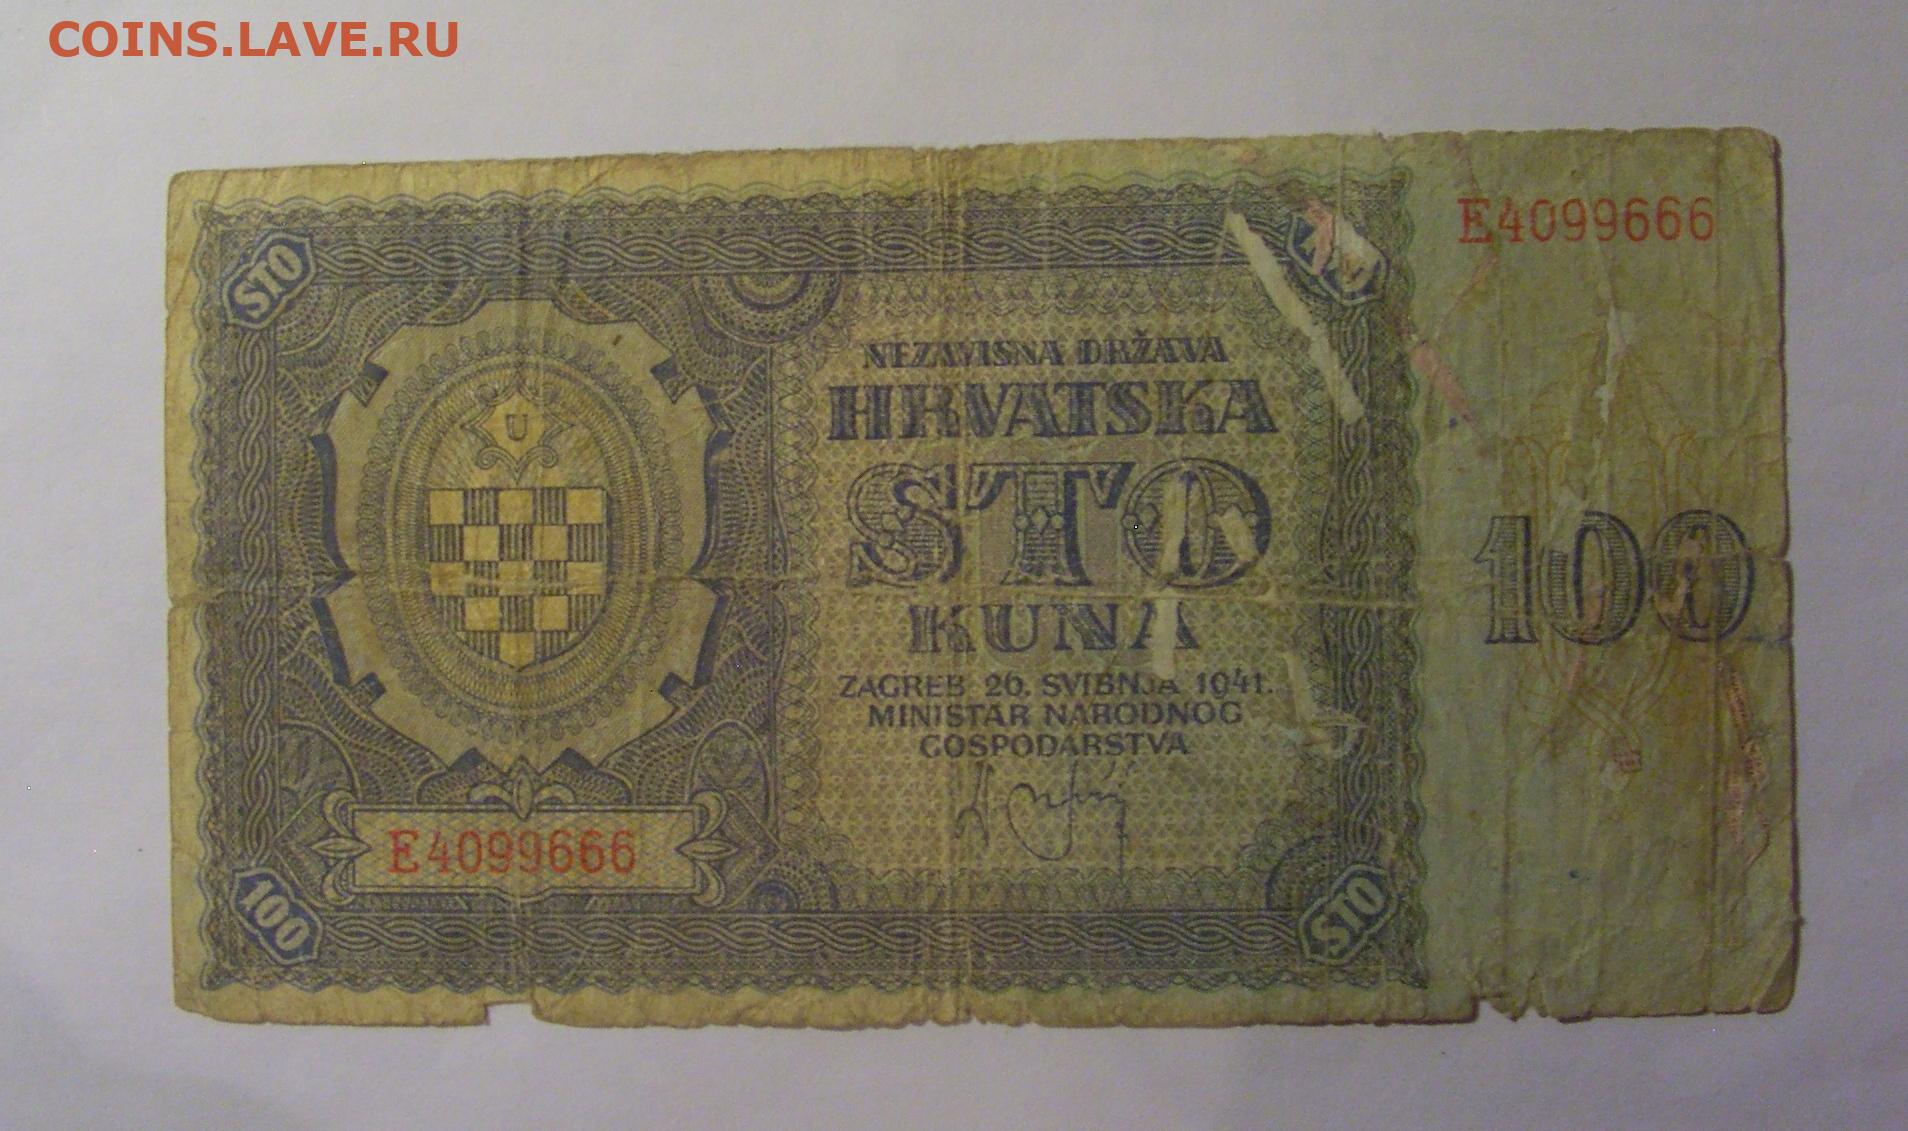 COINS.LAVE.RU
E4099666
STO
NEZAVISNA DRŽAVA
HRVATSKA
U
STO
100
KUNA
ZAGREB 26. SVIBNJA 1941.
MINISTAR NARODNOG
GOSPODARSTVA
E4099666
100
STO